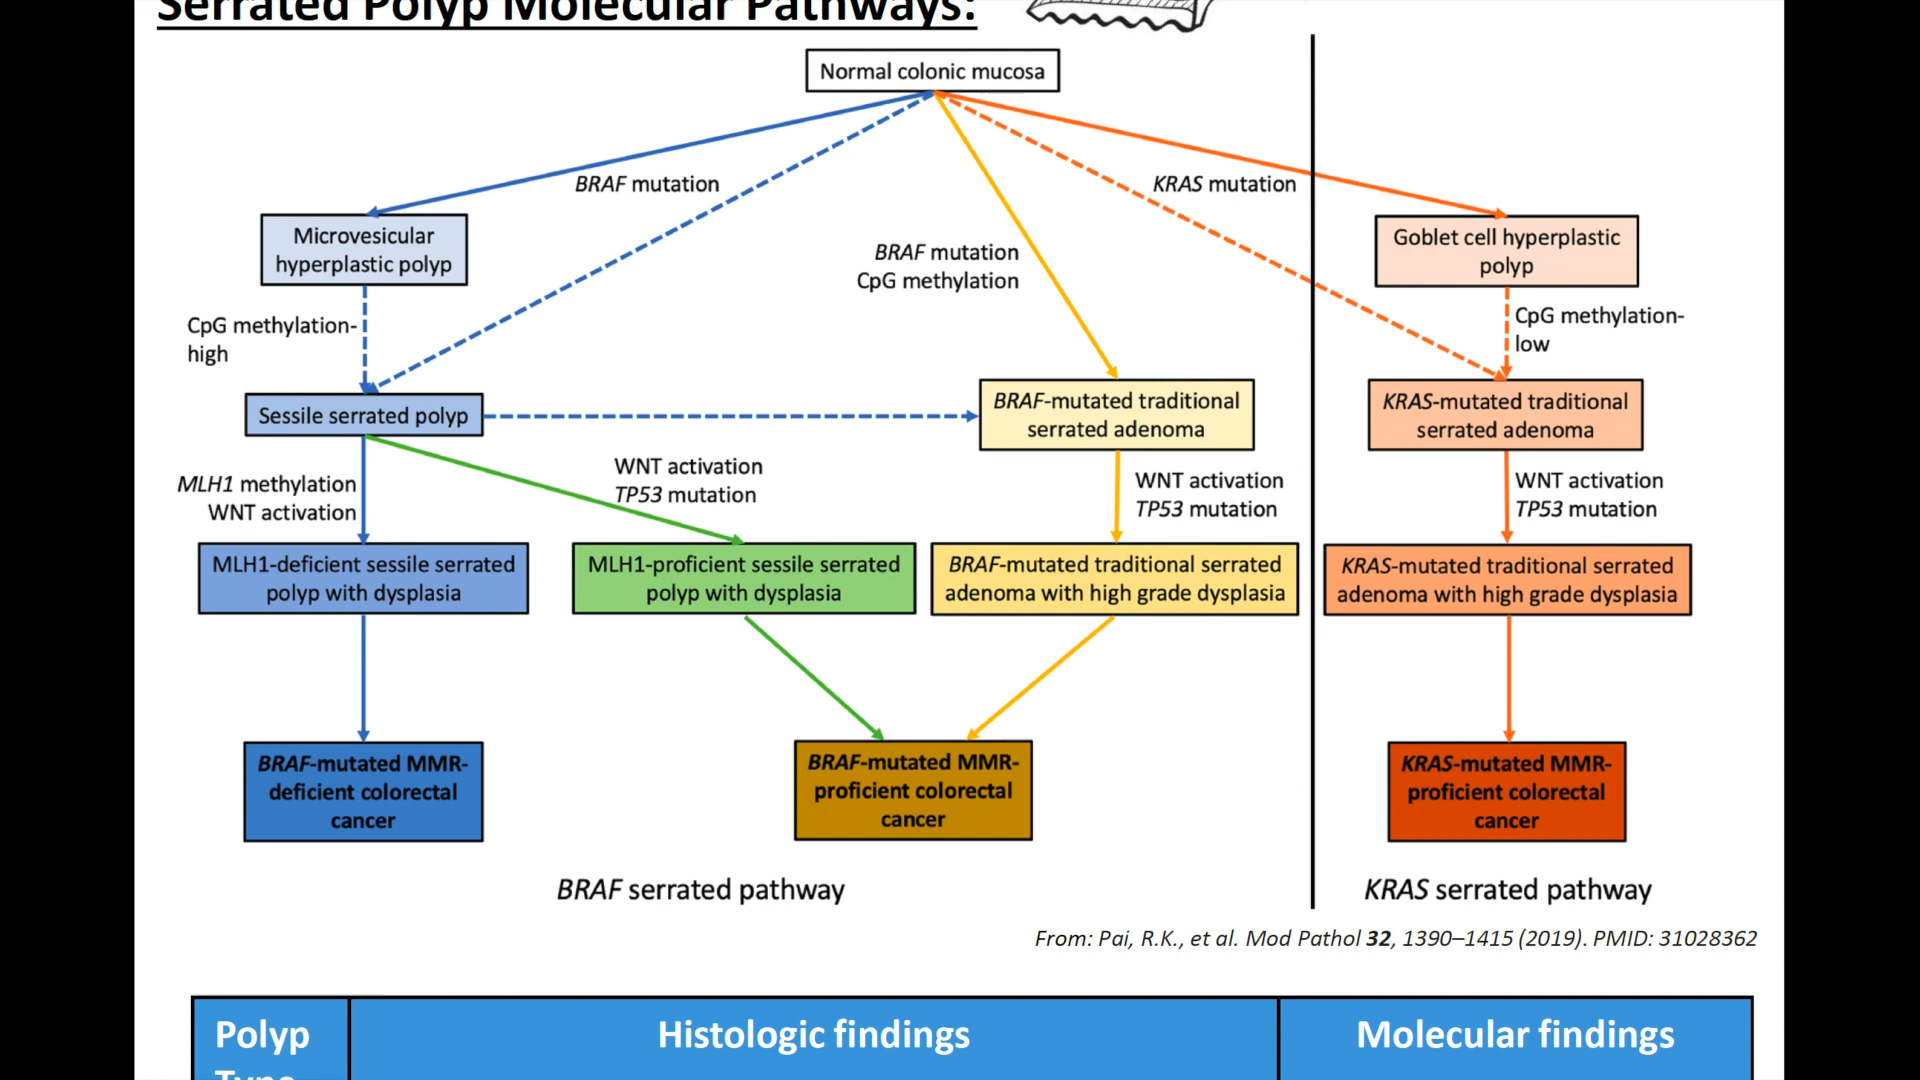 Serrated Polyp Molecular Pathways:
Normal colonic mucosa
BRAF mutation
KRAS mutation
Microvesicular
hyperplastic polyp
BRAF mutation
CpG methylation
Goblet cell hyperplastic
polyp
CpG methylation-
high
CpG methylation-
low
Sessile serrated polyp
BRAF-mutated traditional
serrated adenoma
KRAS-mutated traditional
serrated adenoma
MLH1 methylation
WNT activation
WNT activation
TP53 mutation
WNT activation
TP53 mutation
WNT activation
TP53 mutation
MLH1-deficient sessile serrated
polyp with dysplasia
MLH1-proficient sessile serrated
polyp with dysplasia
BRAF-mutated traditional serrated
adenoma with high grade dysplasia
KRAS-mutated traditional serrated
adenoma with high grade dysplasia
BRAF-mutated MMR-
deficient colorectal
cancer
BRAF-mutated MMR-
proficient colorectal
cancer
KRAS-mutated MMR-
proficient colorectal
cancer
BRAF serrated pathway
KRAS serrated pathway
From: Pai, R.K., et al. Mod Pathol 32, 1390–1415 (2019). PMID: 31028362
Polyp
Type
Histologic findings
Molecular findings